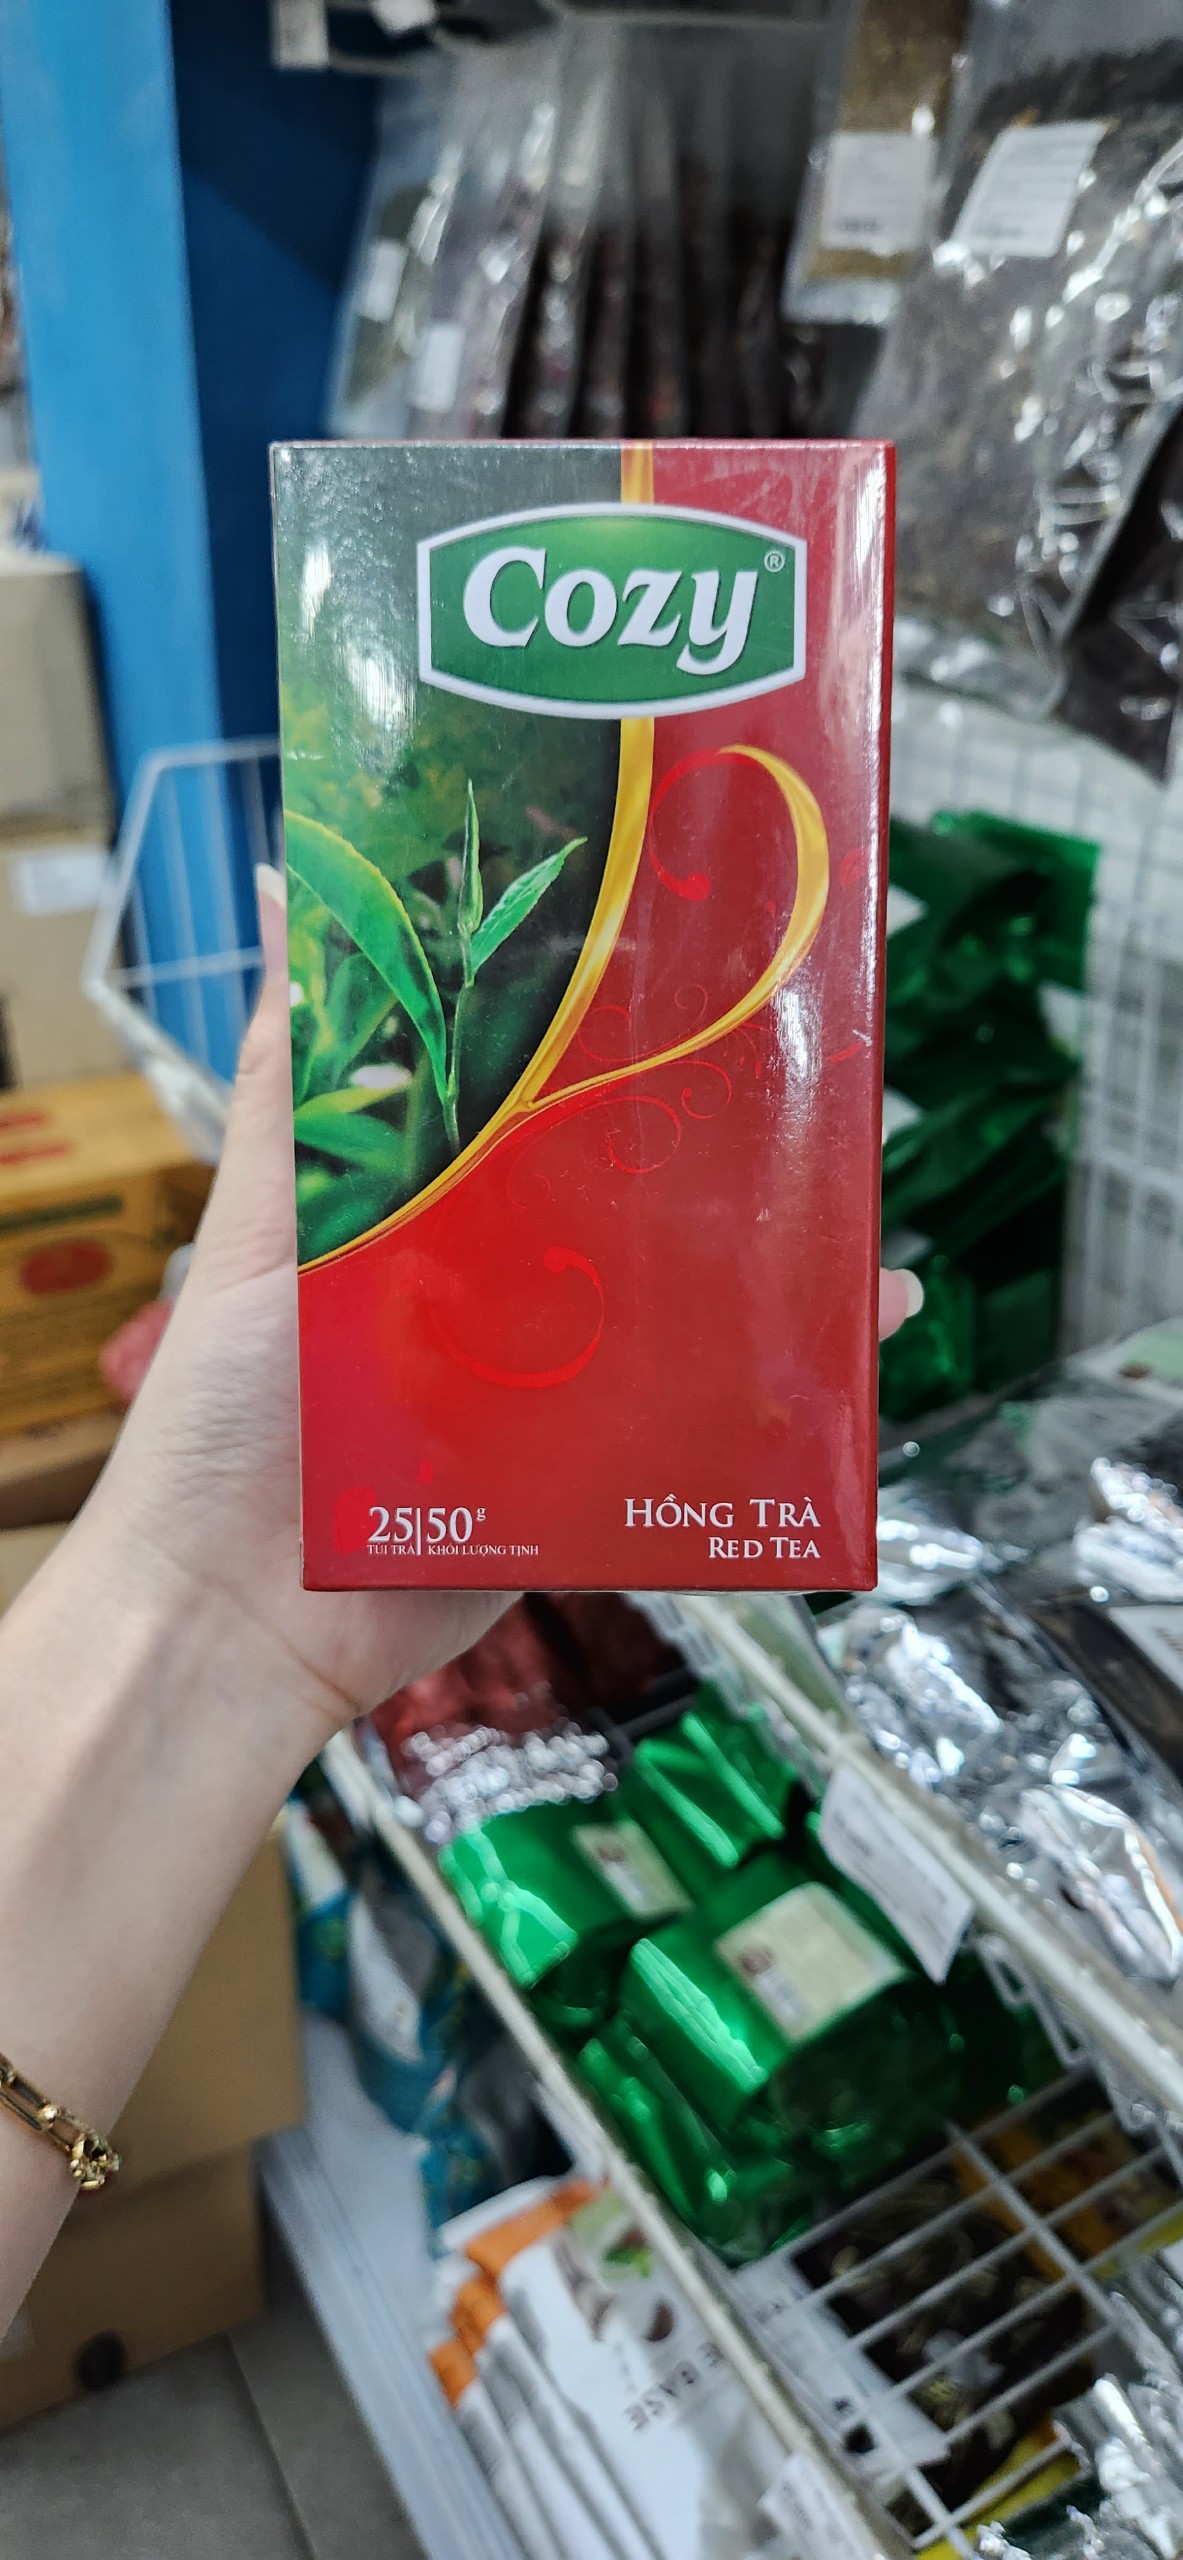 Cozy®
25|50g
TÚI TRÀ| KHỐI LƯỢNG TỊNH
HỒNG TRÀ
RED TEA